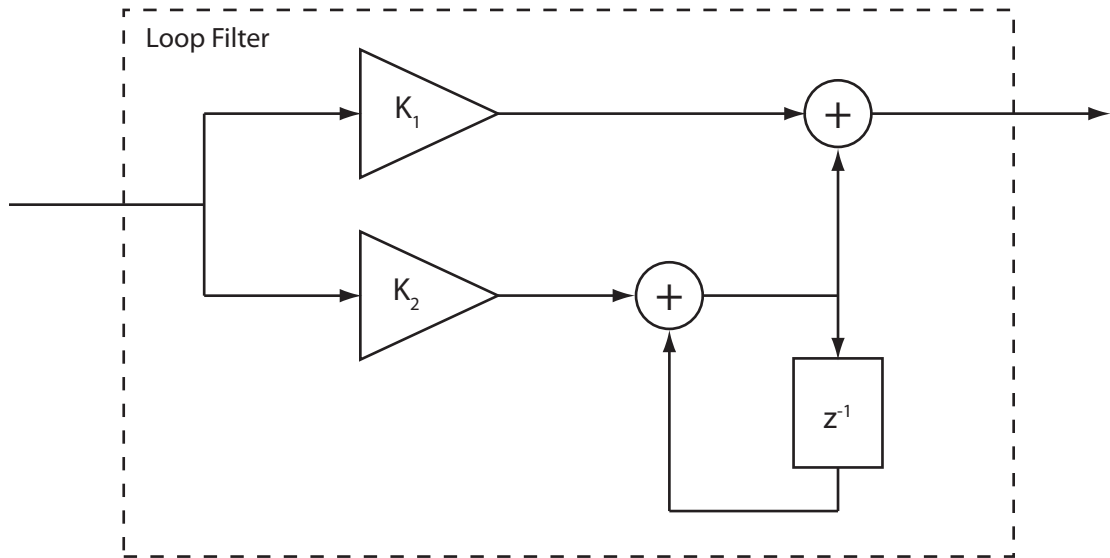 Loop Filter
K₁
+
K₂
+
z⁻¹